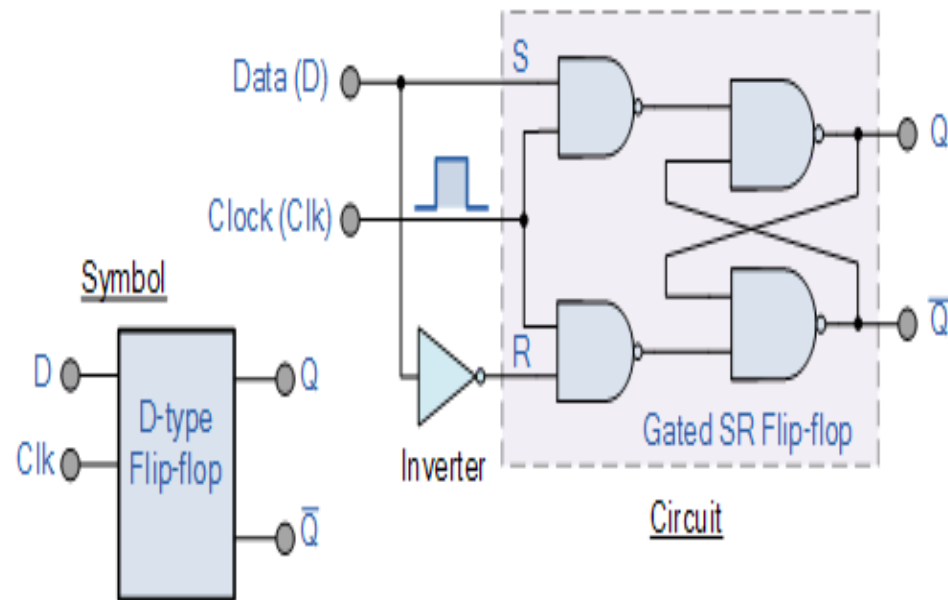 Data (D)
S
Q
Clock (Clk)
Symbol
R
Q̅
D
Q
D-type
Flip-flop
Clk
Q̅
Inverter
Gated SR Flip-flop
Circuit